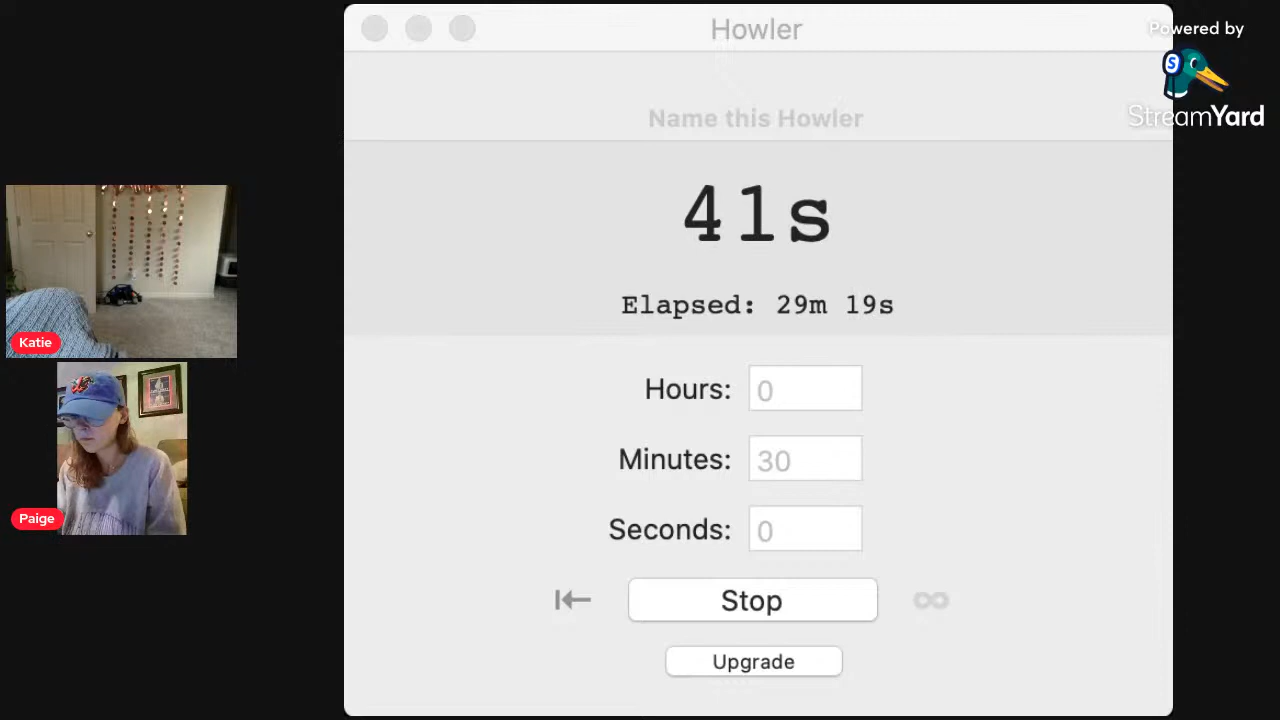 Howler
Powered by
StreamYard
Name this Howler
41s
Elapsed: 29m 19s
Hours: 0
Minutes: 30
Seconds: 0
Stop
Upgrade
Katie
Paige